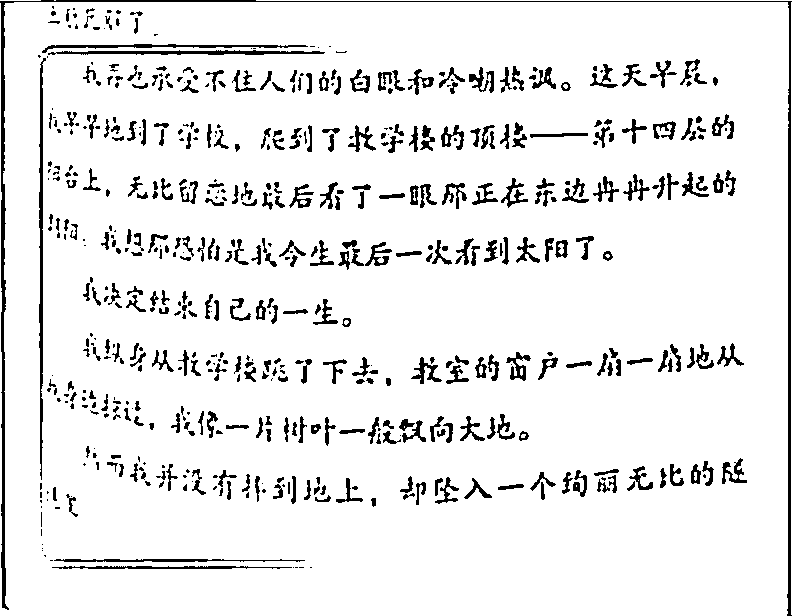 我再也承受不住人们的白眼和冷嘲热讽。这天早晨，
我早早地到了学校，爬到了教学楼的顶楼——第十四层的
阳台上，无比留恋地最后看了一眼那正在东边冉冉升起的
我想那恐怕是我今生最后一次看到太阳了。
我决定结束自己的一生。
我纵身从教学楼跳了下去，教室的窗户一扇一扇地从
我身边掠过，我像一片树叶一般飘向大地。
然而我并没有摔到地上，却坠入一个绚丽无比的隧